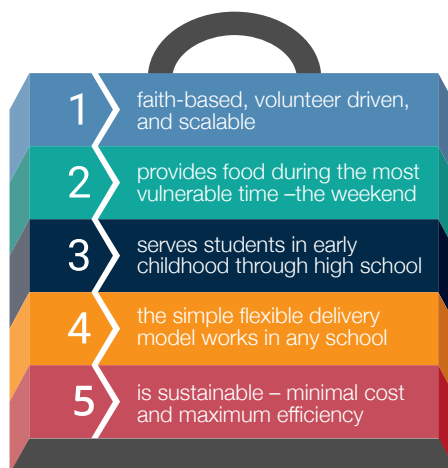 1
faith-based, volunteer driven,
and scalable
2
provides food during the most
vulnerable time –the weekend
3
serves students in early
childhood through high school
4
the simple flexible delivery
model works in any school
5
is sustainable – minimal cost
and maximum efficiency